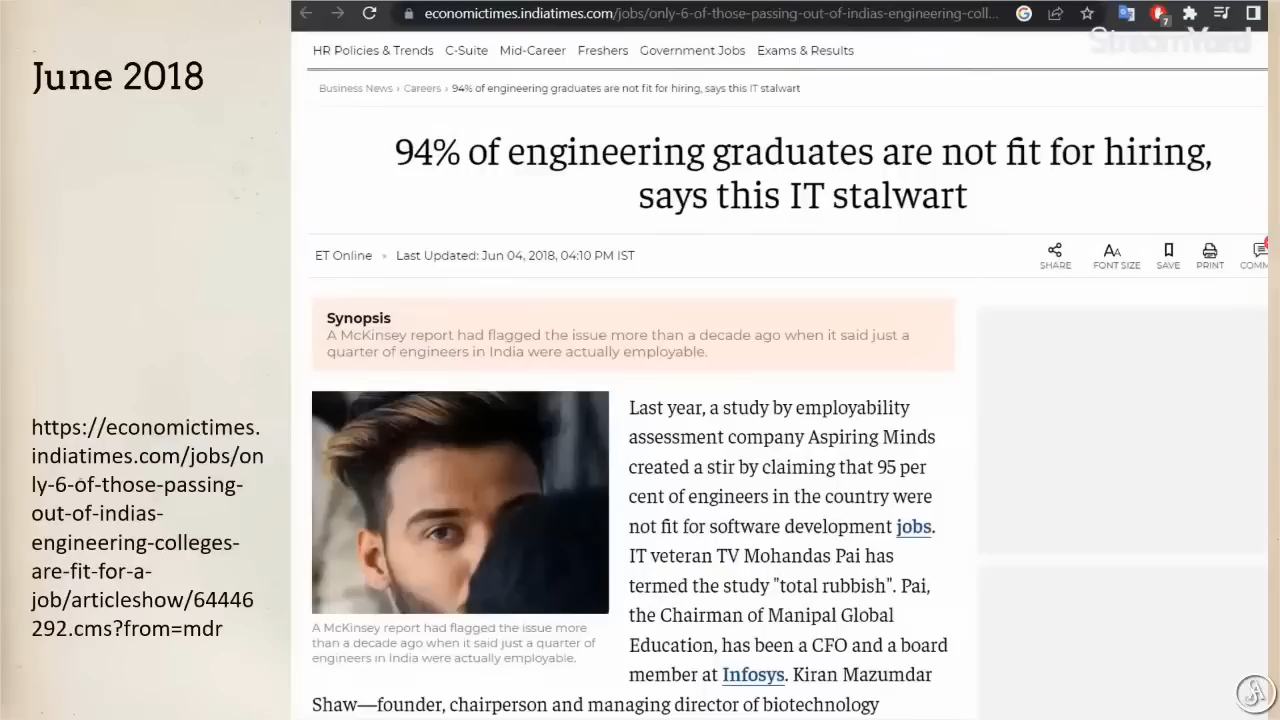 June 2018
https://economictimes.
indiatimes.com/jobs/on
ly-6-of-those-passing-
out-of-indias-
engineering-colleges-
are-fit-for-a-
job/articleshow/64446
292.cms?from=mdr
economictimes.indiatimes.com/jobs/only-6-of-those-passing-out-of-indias-engineering-coll...
7
StreamYard
HR Policies & Trends C-Suite Mid-Career Freshers Government Jobs Exams & Results
Business News › Careers › 94% of engineering graduates are not fit for hiring, says this IT stalwart
94% of engineering graduates are not fit for hiring,
says this IT stalwart
ET Online • Last Updated: Jun 04, 2018, 04:10 PM IST
SHARE FONT SIZE SAVE PRINT COMM
Synopsis
A McKinsey report had flagged the issue more than a decade ago when it said just a
quarter of engineers in India were actually employable.
A McKinsey report had flagged the issue more
than a decade ago when it said just a quarter of
engineers in India were actually employable.
Last year, a study by employability
assessment company Aspiring Minds
created a stir by claiming that 95 per
cent of engineers in the country were
not fit for software development jobs.
IT veteran TV Mohandas Pai has
termed the study "total rubbish". Pai,
the Chairman of Manipal Global
Education, has been a CFO and a board
member at Infosys. Kiran Mazumdar
Shaw—founder, chairperson and managing director of biotechnology